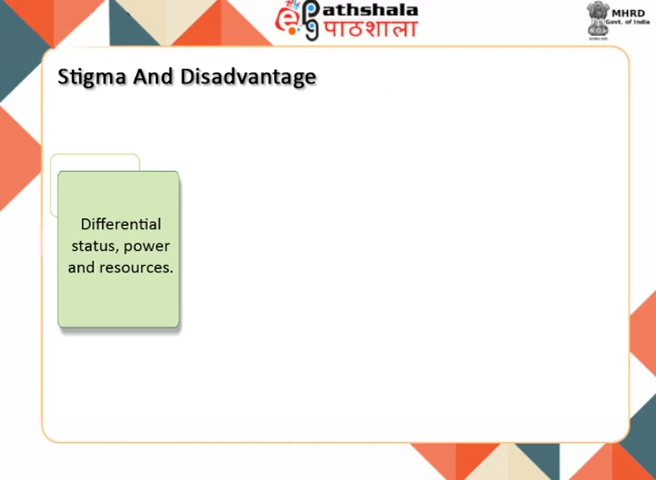 ePathshala
पाठशाला
MHRD
Govt. of India
Stigma And Disadvantage
Differential
status, power
and resources.